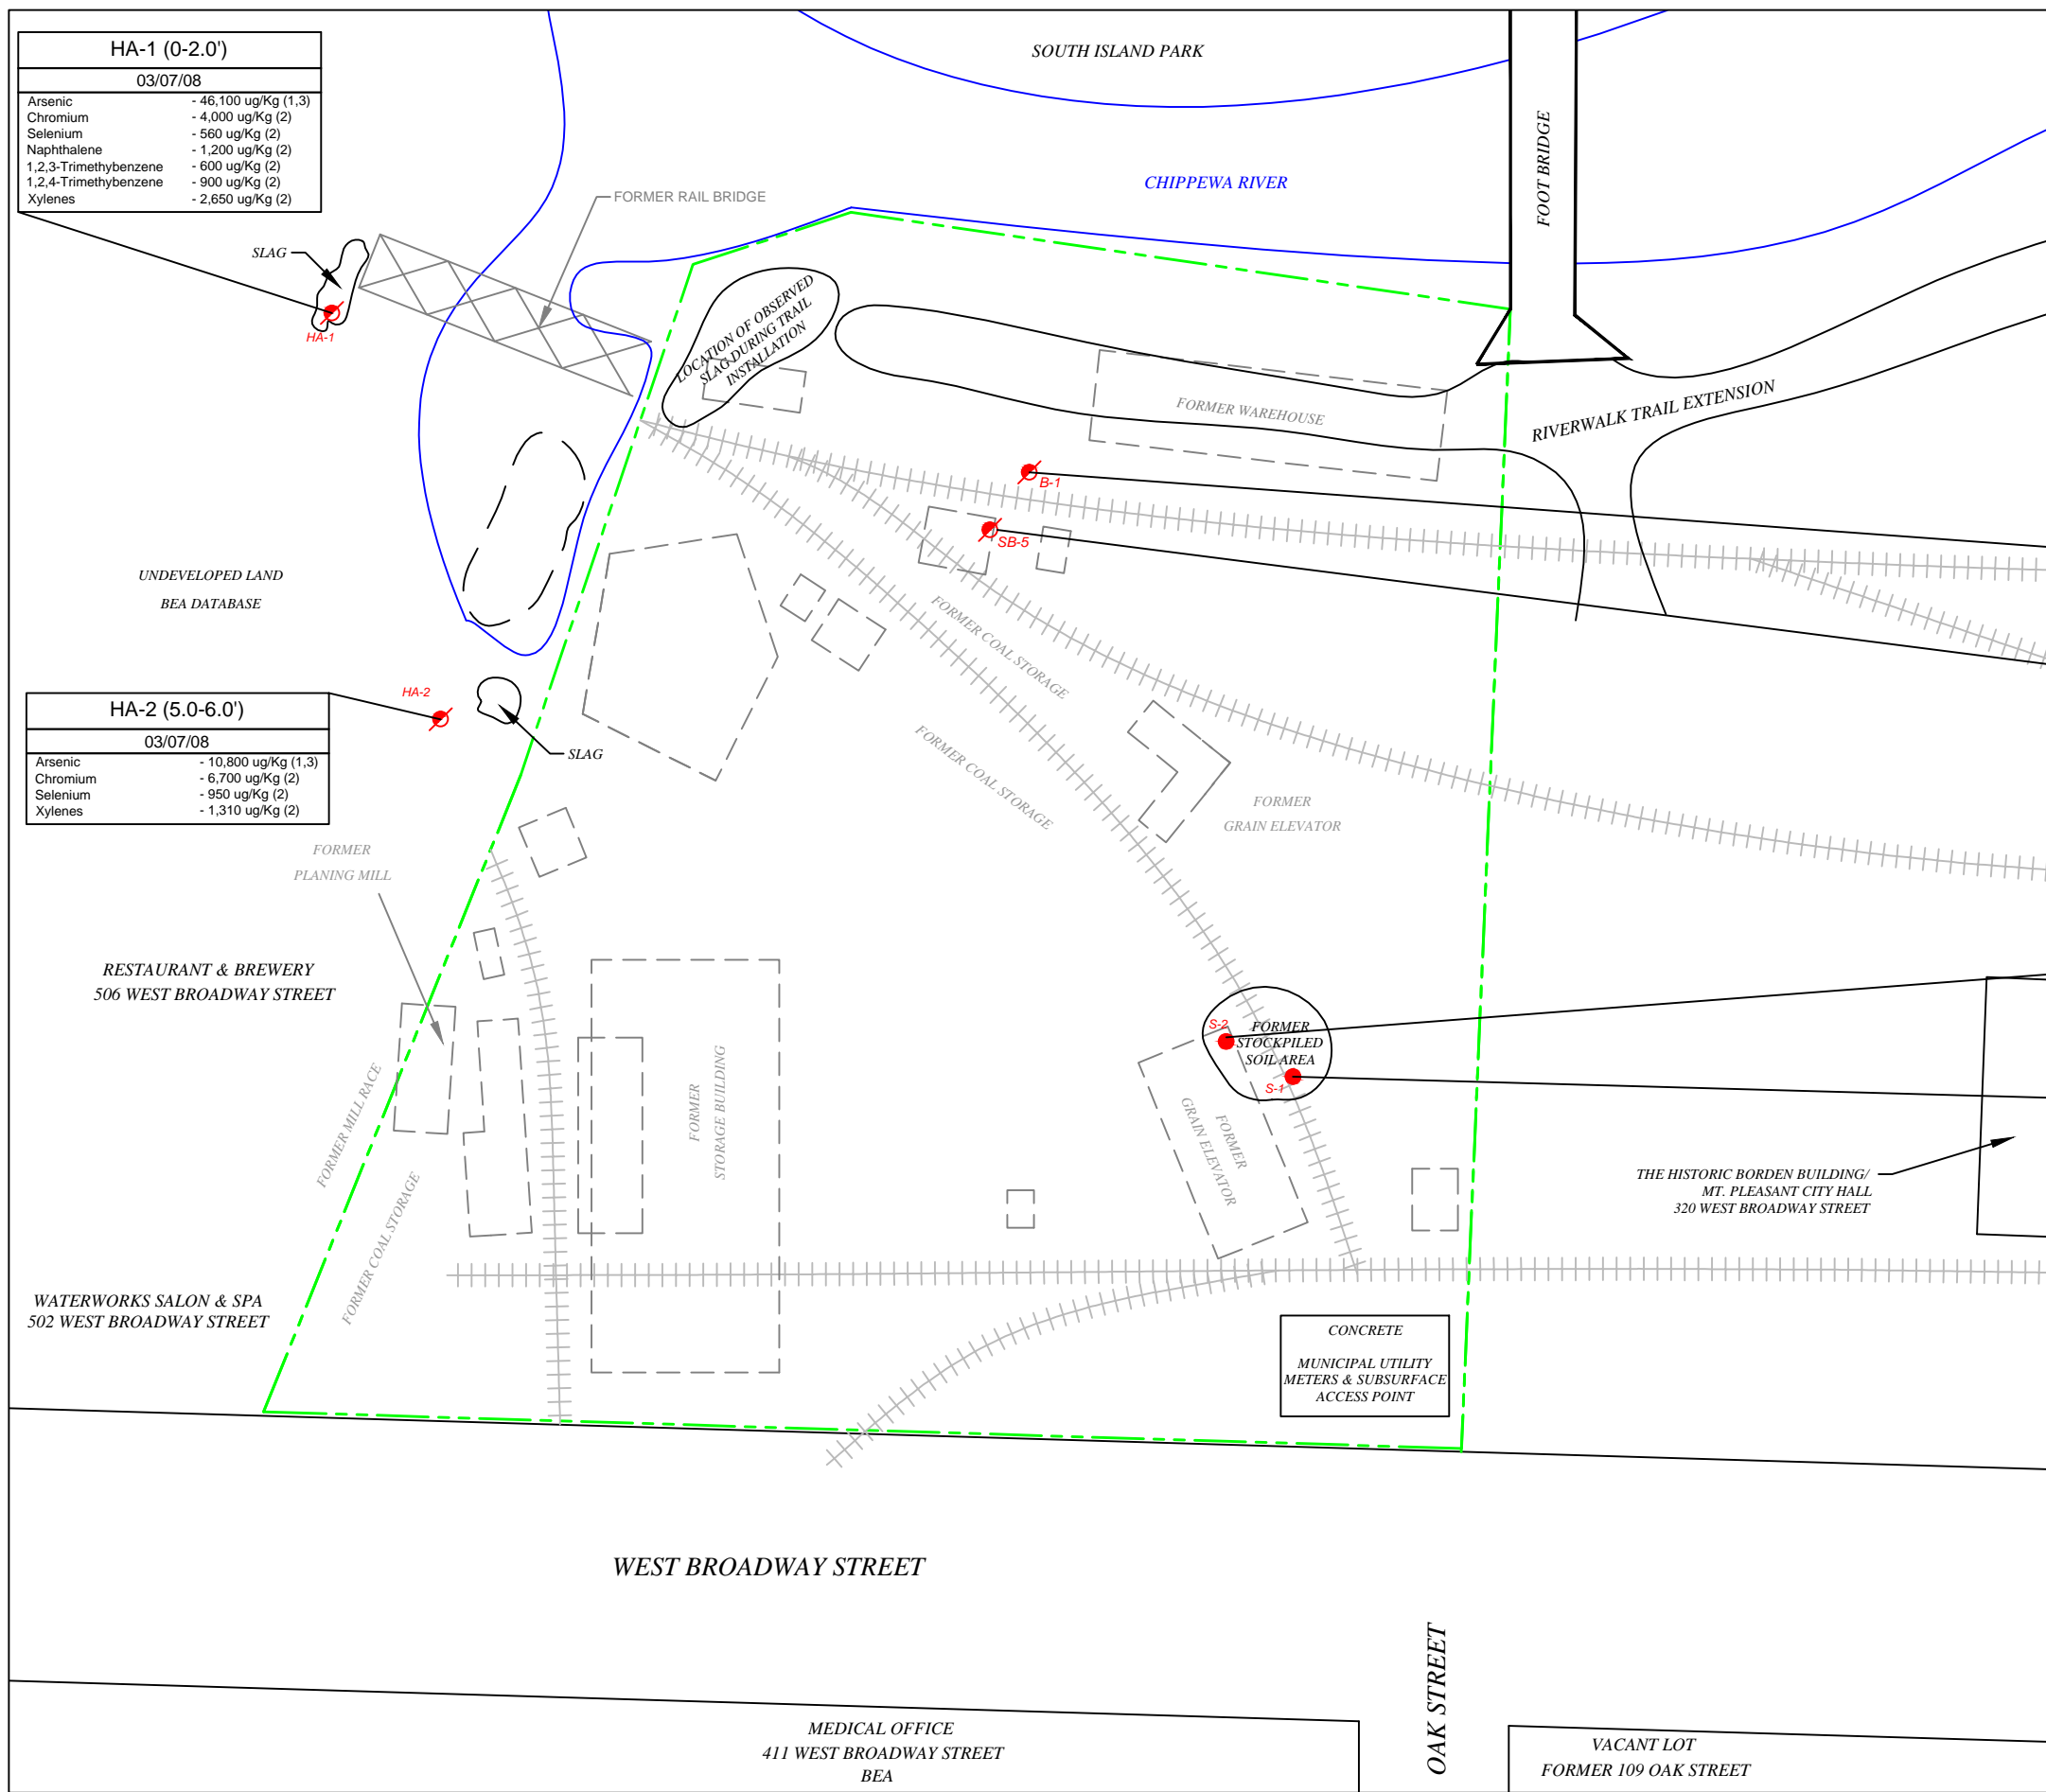 HA-1 (0-2.0')
03/07/08
Arsenic - 46,100 ug/Kg (1,3)
Chromium - 4,000 ug/Kg (2)
Selenium - 560 ug/Kg (2)
Naphthalene - 1,200 ug/Kg (2)
1,2,3-Trimethybenzene - 600 ug/Kg (2)
1,2,4-Trimethybenzene - 900 ug/Kg (2)
Xylenes - 2,650 ug/Kg (2)
SOUTH ISLAND PARK
FOOT BRIDGE
CHIPPEWA RIVER
FORMER RAIL BRIDGE
SLAG
HA-1
LOCATION OF OBSERVED
SLAG DURING TRAIL
INSTALLATION
FORMER WAREHOUSE
RIVERWALK TRAIL EXTENSION
B-1
SB-5
UNDEVELOPED LAND
BEA DATABASE
FORMER COAL STORAGE
FORMER COAL STORAGE
HA-2
HA-2 (5.0-6.0')
03/07/08
Arsenic - 10,800 ug/Kg (1,3)
Chromium - 6,700 ug/Kg (2)
Selenium - 950 ug/Kg (2)
Xylenes - 1,310 ug/Kg (2)
SLAG
FORMER
GRAIN ELEVATOR
FORMER
PLANING MILL
RESTAURANT & BREWERY
506 WEST BROADWAY STREET
S-2
FORMER
STOCKPILED
SOIL AREA
S-1
FORMER MILL RACE
FORMER
STORAGE BUILDING
FORMER
GRAIN ELEVATOR
FORMER COAL STORAGE
THE HISTORIC BORDEN BUILDING/
MT. PLEASANT CITY HALL
320 WEST BROADWAY STREET
WATERWORKS SALON & SPA
502 WEST BROADWAY STREET
CONCRETE
MUNICIPAL UTILITY
METERS & SUBSURFACE
ACCESS POINT
WEST BROADWAY STREET
OAK STREET
MEDICAL OFFICE
411 WEST BROADWAY STREET
BEA
VACANT LOT
FORMER 109 OAK STREET